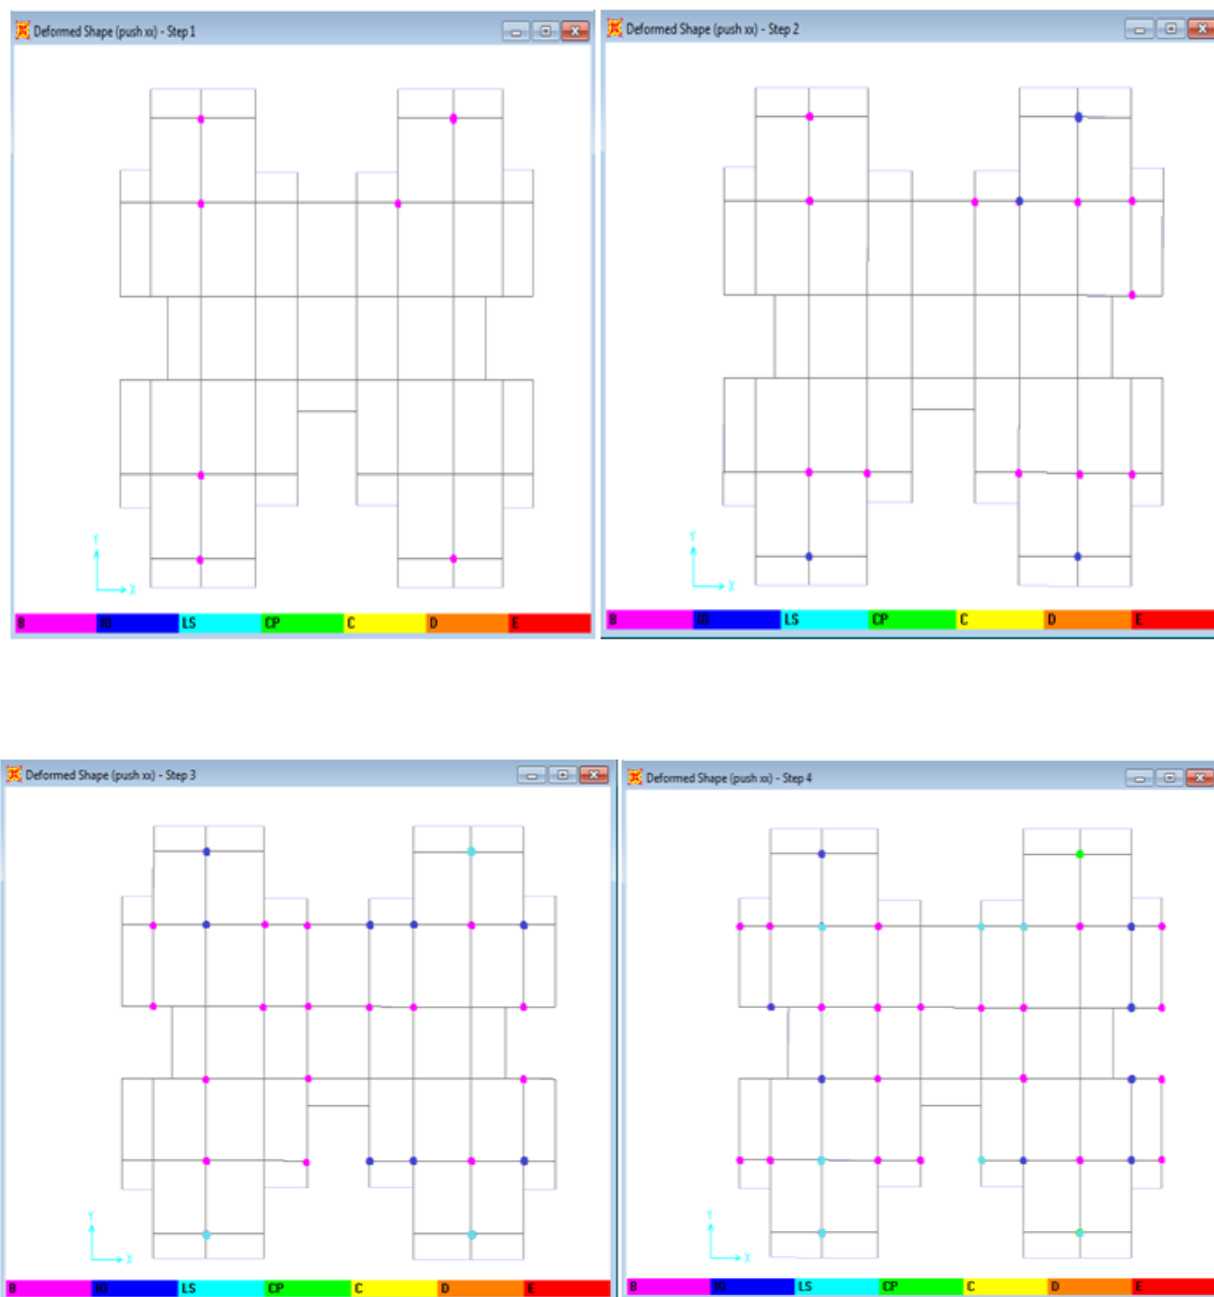 Deformed Shape (push xx) - Step 1
Deformed Shape (push xx) - Step 2
Y
X
Y
X
B IO LS CP C D E
B IO LS CP C D E
Deformed Shape (push xx) - Step 3
Deformed Shape (push xx) - Step 4
Y
X
Y
X
B IO LS CP C D E
B IO LS CP C D E